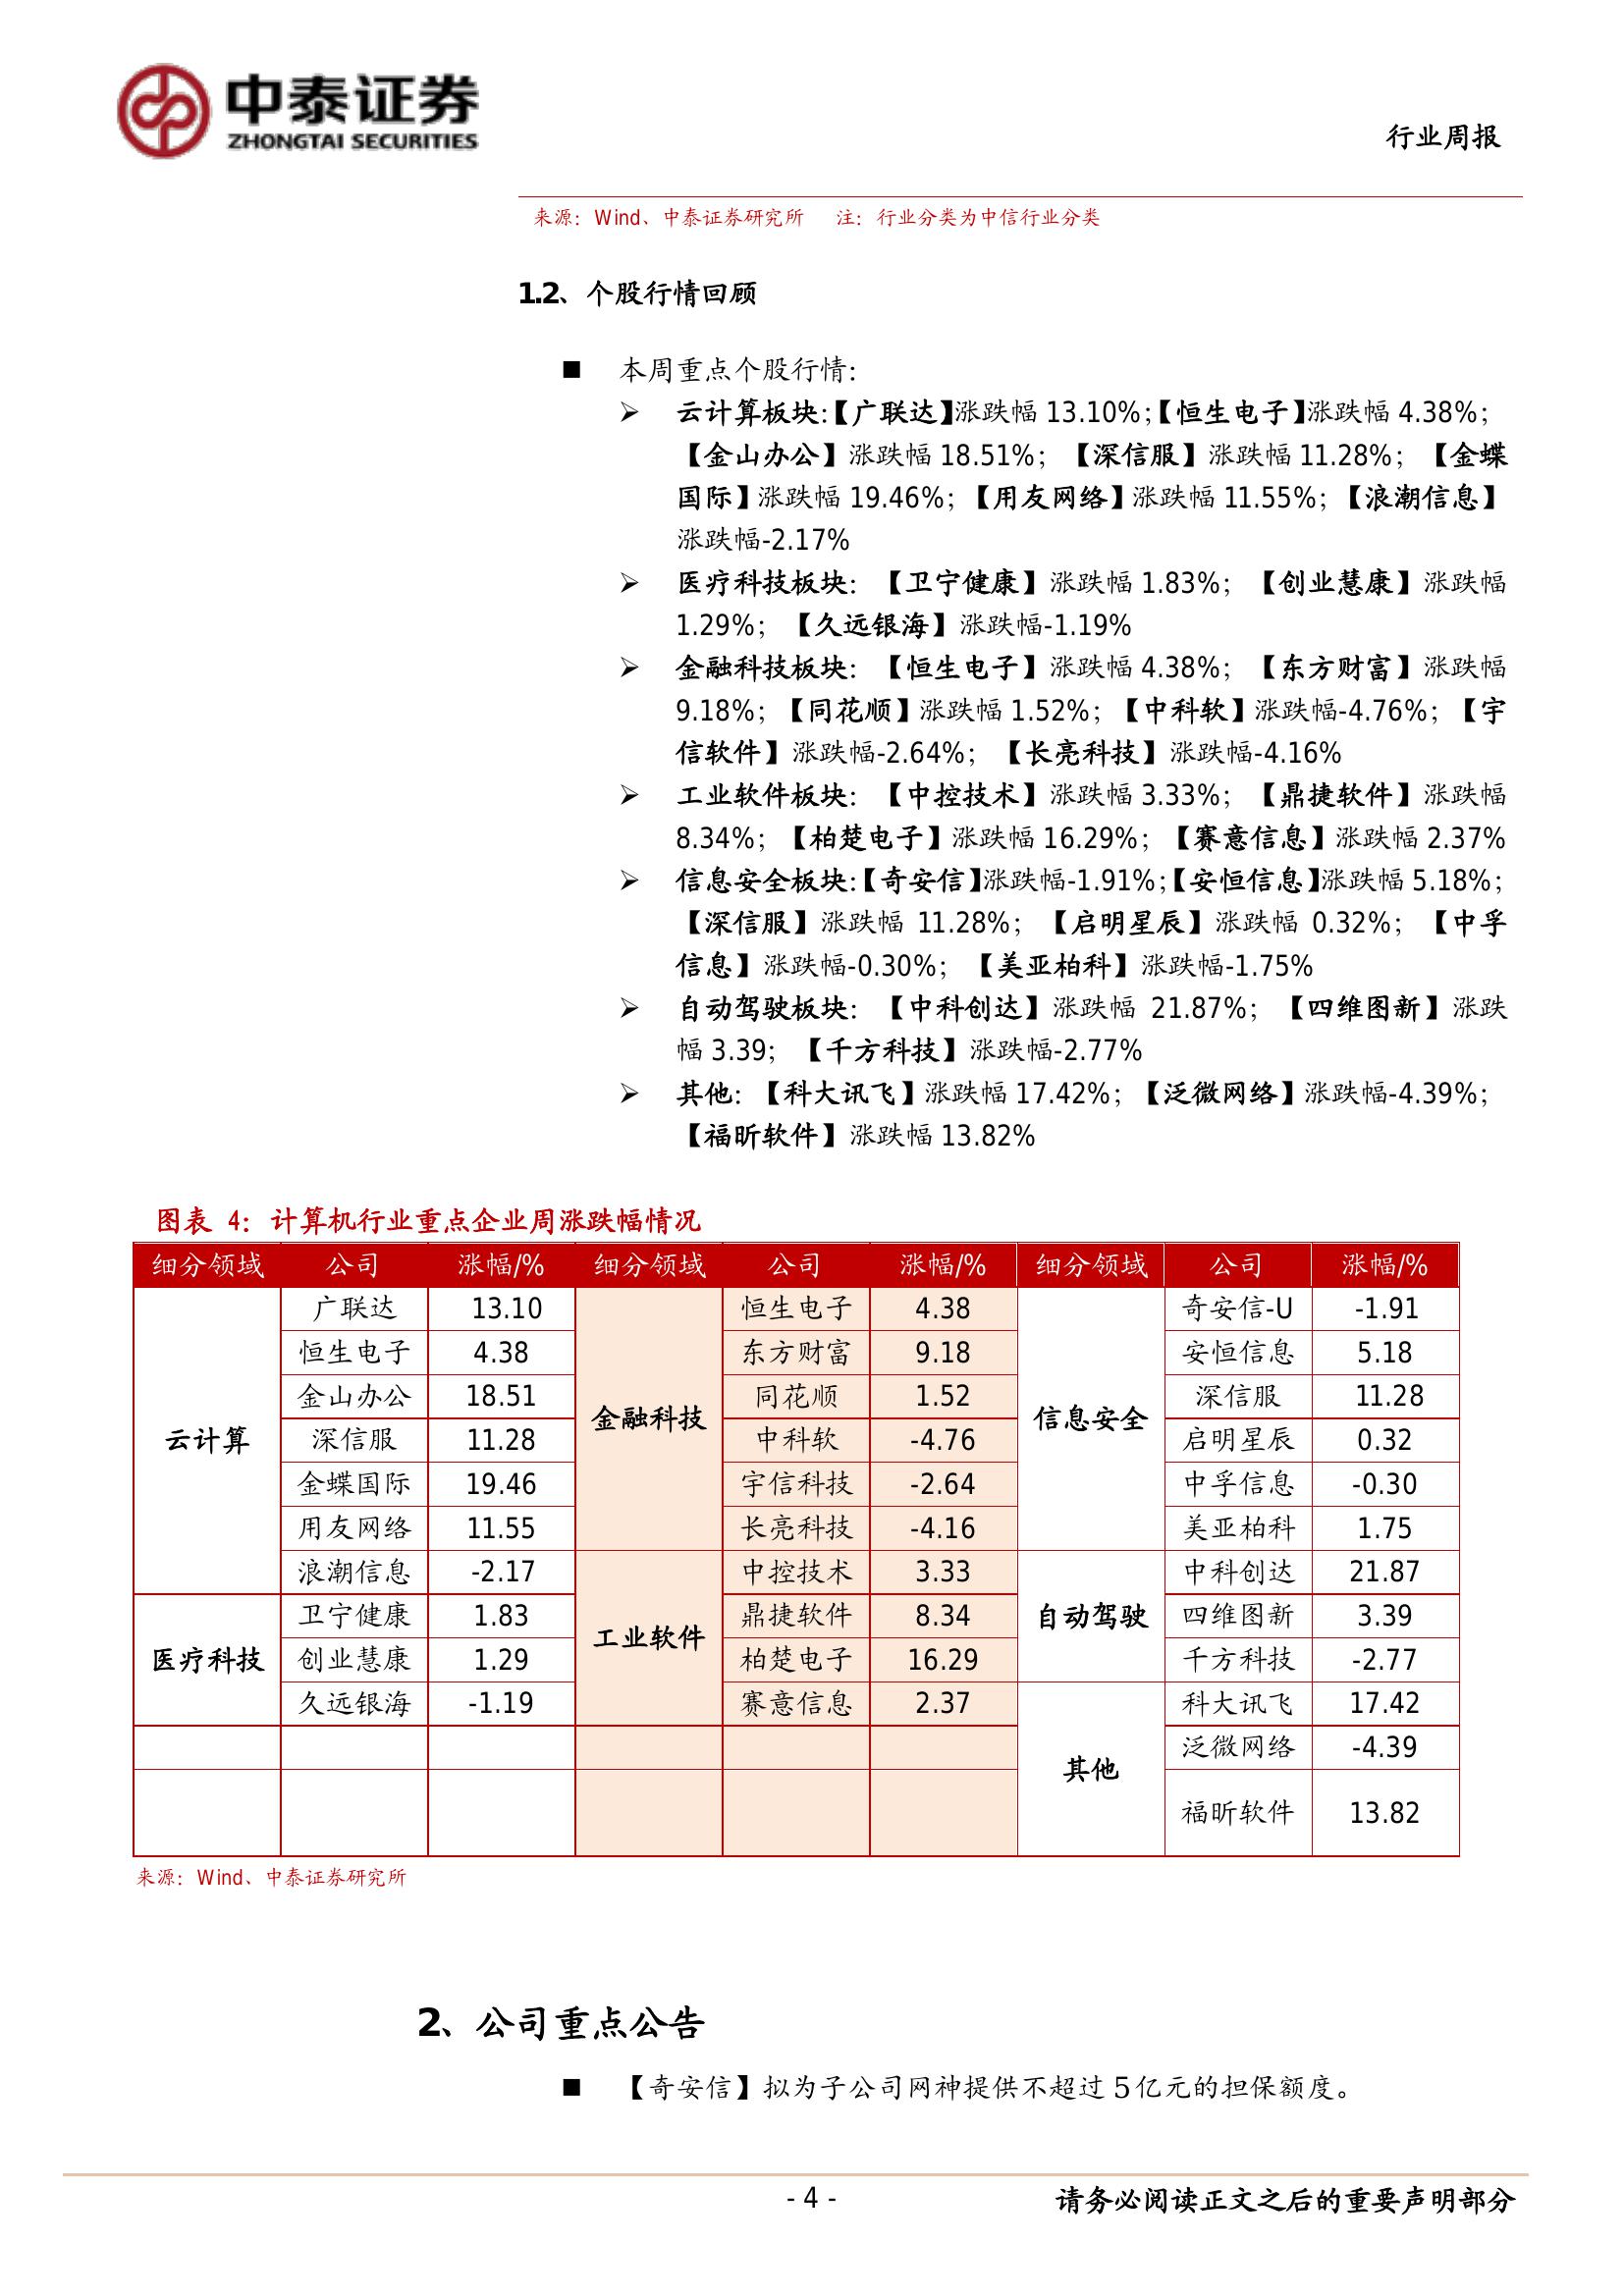 中泰证券
ZHONGTAI SECURITIES
行业周报
来源：Wind、中泰证券研究所 注：行业分类为中信行业分类
1.2、个股行情回顾
■ 本周重点个股行情：
➢ 云计算板块：【广联达】涨跌幅 13.10%；【恒生电子】涨跌幅 4.38%；
【金山办公】涨跌幅 18.51%；【深信服】涨跌幅 11.28%；【金蝶
国际】涨跌幅 19.46%；【用友网络】涨跌幅 11.55%；【浪潮信息】
涨跌幅-2.17%
➢ 医疗科技板块：【卫宁健康】涨跌幅 1.83%；【创业慧康】涨跌幅
1.29%；【久远银海】涨跌幅-1.19%
➢ 金融科技板块：【恒生电子】涨跌幅 4.38%；【东方财富】涨跌幅
9.18%；【同花顺】涨跌幅 1.52%；【中科软】涨跌幅-4.76%；【宇
信软件】涨跌幅-2.64%；【长亮科技】涨跌幅-4.16%
➢ 工业软件板块：【中控技术】涨跌幅 3.33%；【鼎捷软件】涨跌幅
8.34%；【柏楚电子】涨跌幅 16.29%；【赛意信息】涨跌幅 2.37%
➢ 信息安全板块：【奇安信】涨跌幅-1.91%；【安恒信息】涨跌幅 5.18%；
【深信服】涨跌幅 11.28%；【启明星辰】涨跌幅 0.32%；【中孚
信息】涨跌幅-0.30%；【美亚柏科】涨跌幅-1.75%
➢ 自动驾驶板块：【中科创达】涨跌幅 21.87%；【四维图新】涨跌
幅 3.39；【千方科技】涨跌幅-2.77%
➢ 其他：【科大讯飞】涨跌幅 17.42%；【泛微网络】涨跌幅-4.39%；
【福昕软件】涨跌幅 13.82%
图表 4：计算机行业重点企业周涨跌幅情况
细分领域 公司 涨幅/% 细分领域 公司 涨幅/% 细分领域 公司 涨幅/%
云计算 广联达 13.10 金融科技 恒生电子 4.38 信息安全 奇安信-U -1.91
恒生电子 4.38 东方财富 9.18 安恒信息 5.18
金山办公 18.51 同花顺 1.52 深信服 11.28
深信服 11.28 中科软 -4.76 启明星辰 0.32
金蝶国际 19.46 宇信科技 -2.64 中孚信息 -0.30
用友网络 11.55 长亮科技 -4.16 美亚柏科 1.75
浪潮信息 -2.17 工业软件 中控技术 3.33 自动驾驶 中科创达 21.87
医疗科技 卫宁健康 1.83 鼎捷软件 8.34 四维图新 3.39
创业慧康 1.29 柏楚电子 16.29 千方科技 -2.77
久远银海 -1.19 赛意信息 2.37 其他 科大讯飞 17.42
泛微网络 -4.39
福昕软件 13.82
来源：Wind、中泰证券研究所
2、公司重点公告
■ 【奇安信】拟为子公司网神提供不超过 5 亿元的担保额度。
- 4 -
请务必阅读正文之后的重要声明部分